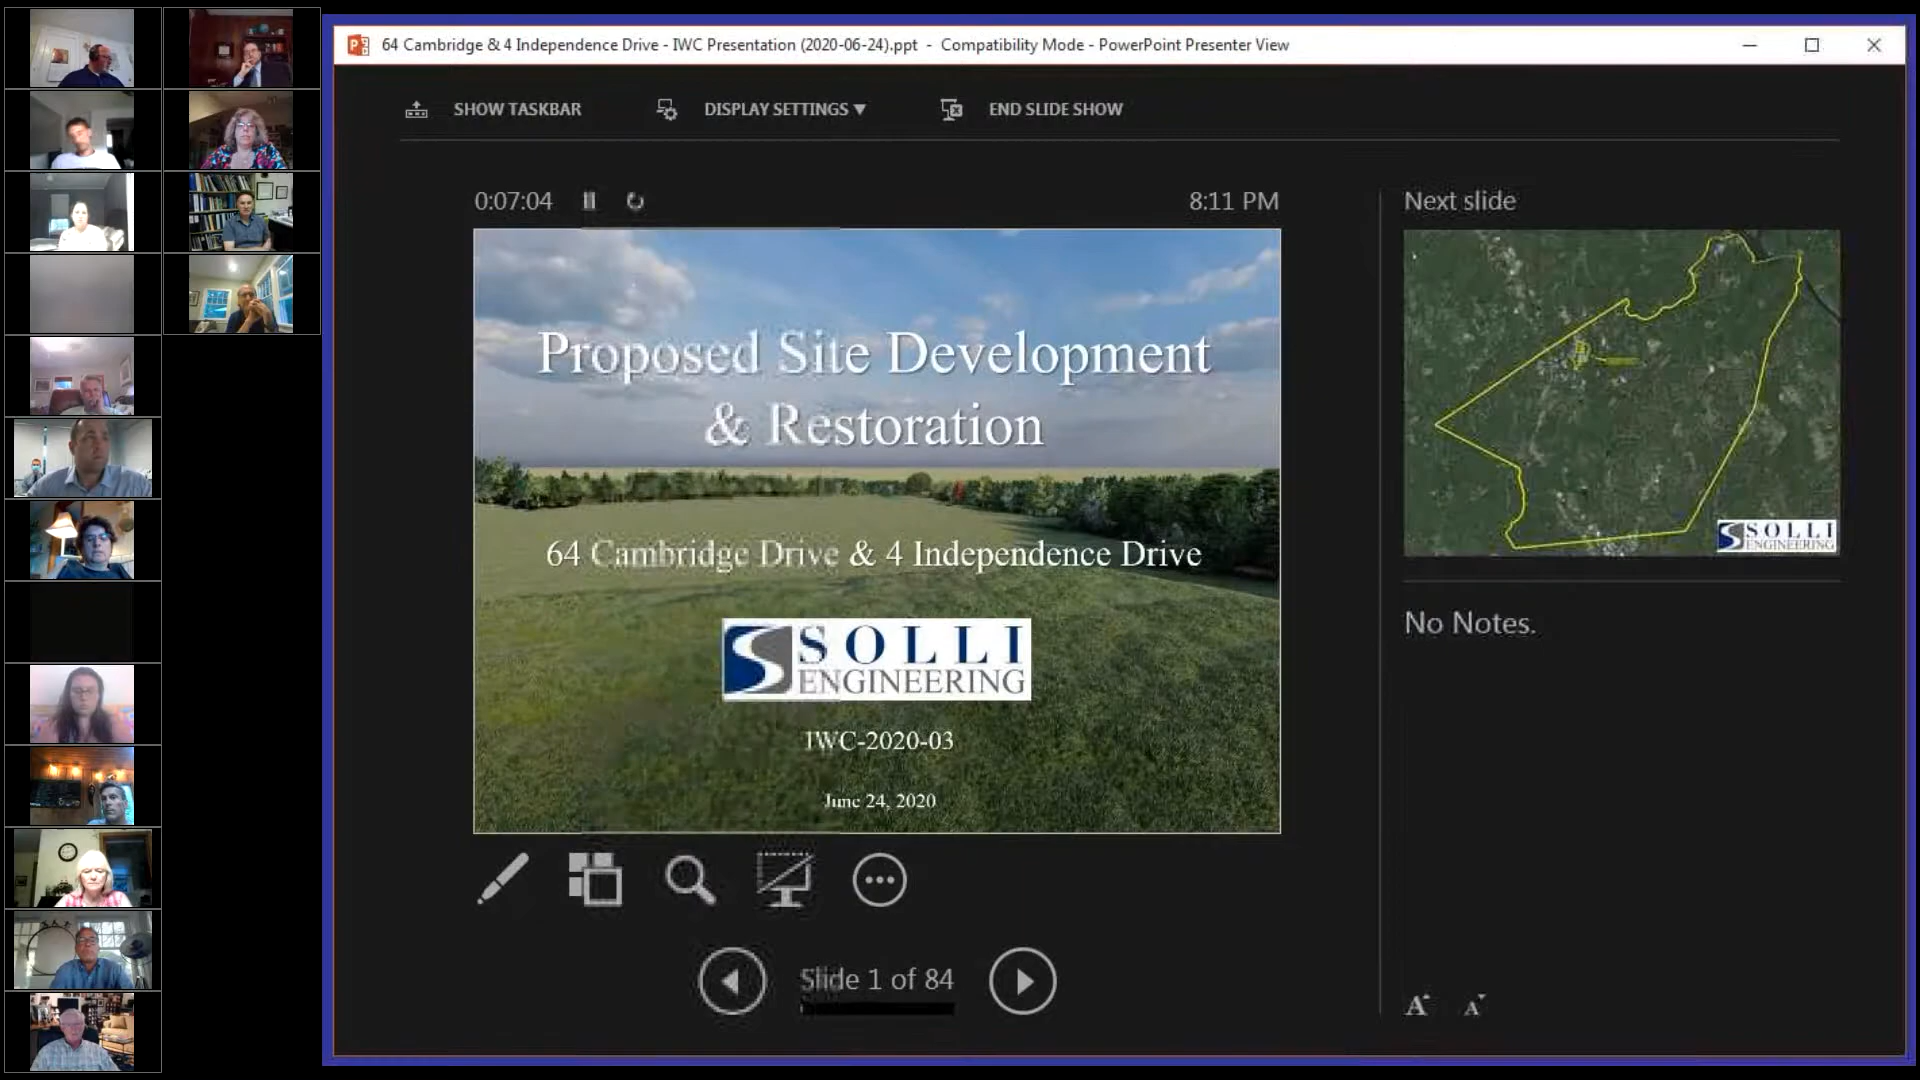 64 Cambridge & 4 Independence Drive - IWC Presentation (2020-06-24).ppt - Compatibility Mode - PowerPoint Presenter View
SHOW TASKBAR
DISPLAY SETTINGS ▼
END SLIDE SHOW
0:07:04
8:11 PM
Next slide
Proposed Site Development
& Restoration
64 Cambridge Drive & 4 Independence Drive
SOLLI
ENGINEERING
IWC-2020-03
June 24, 2020
SOLLI
ENGINEERING
No Notes.
Slide 1 of 84
A
A